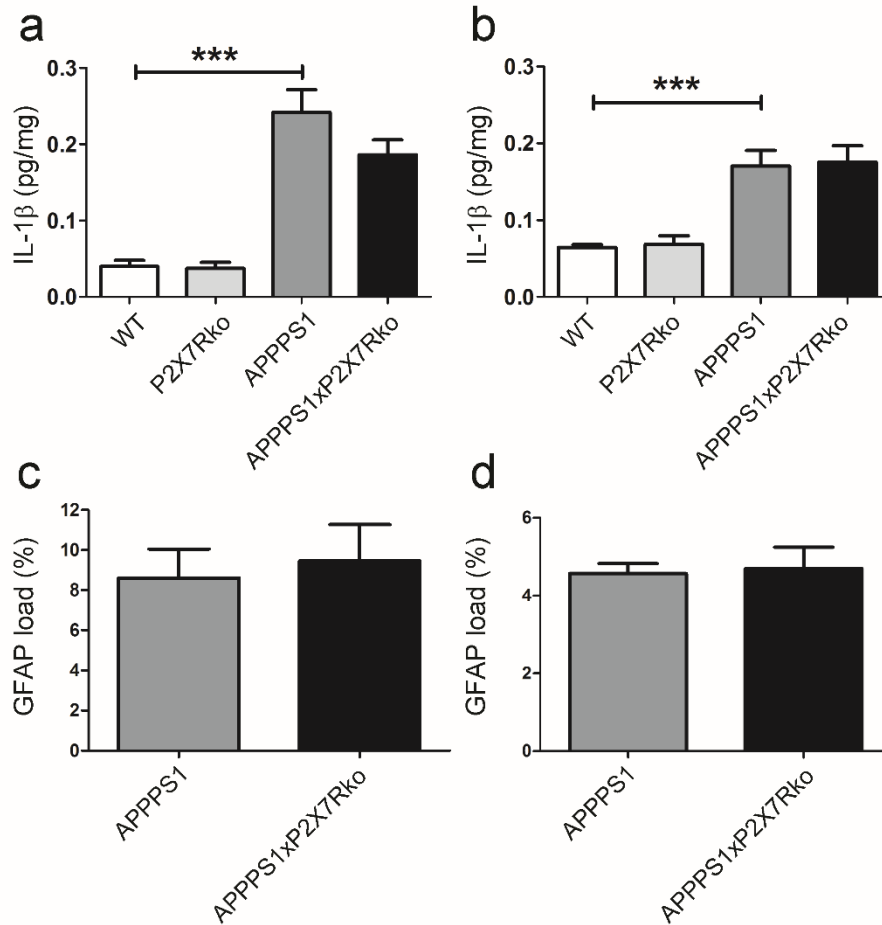 a
***
IL-1β (pg/mg)
0.3
0.2
0.1
0.0
WT
P2X7Rko
APPPS1
APPPS1xP2X7Rko
b
***
IL-1β (pg/mg)
0.3
0.2
0.1
0.0
WT
P2X7Rko
APPPS1
APPPS1xP2X7Rko
c
GFAP load (%)
12
10
8
6
4
2
0
APPPS1
APPPS1xP2X7Rko
d
GFAP load (%)
6
4
2
0
APPPS1
APPPS1xP2X7Rko